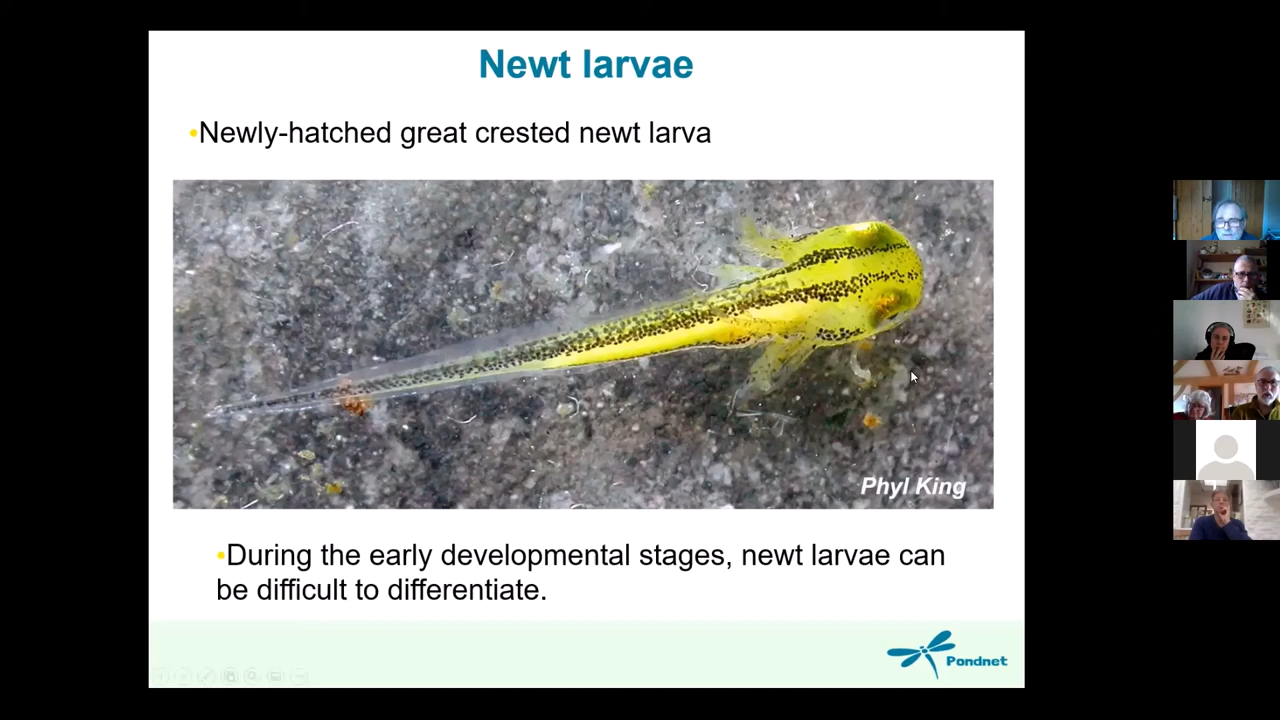 Newt larvae
•Newly-hatched great crested newt larva
Phyl King
•During the early developmental stages, newt larvae can
be difficult to differentiate.
Pondnet